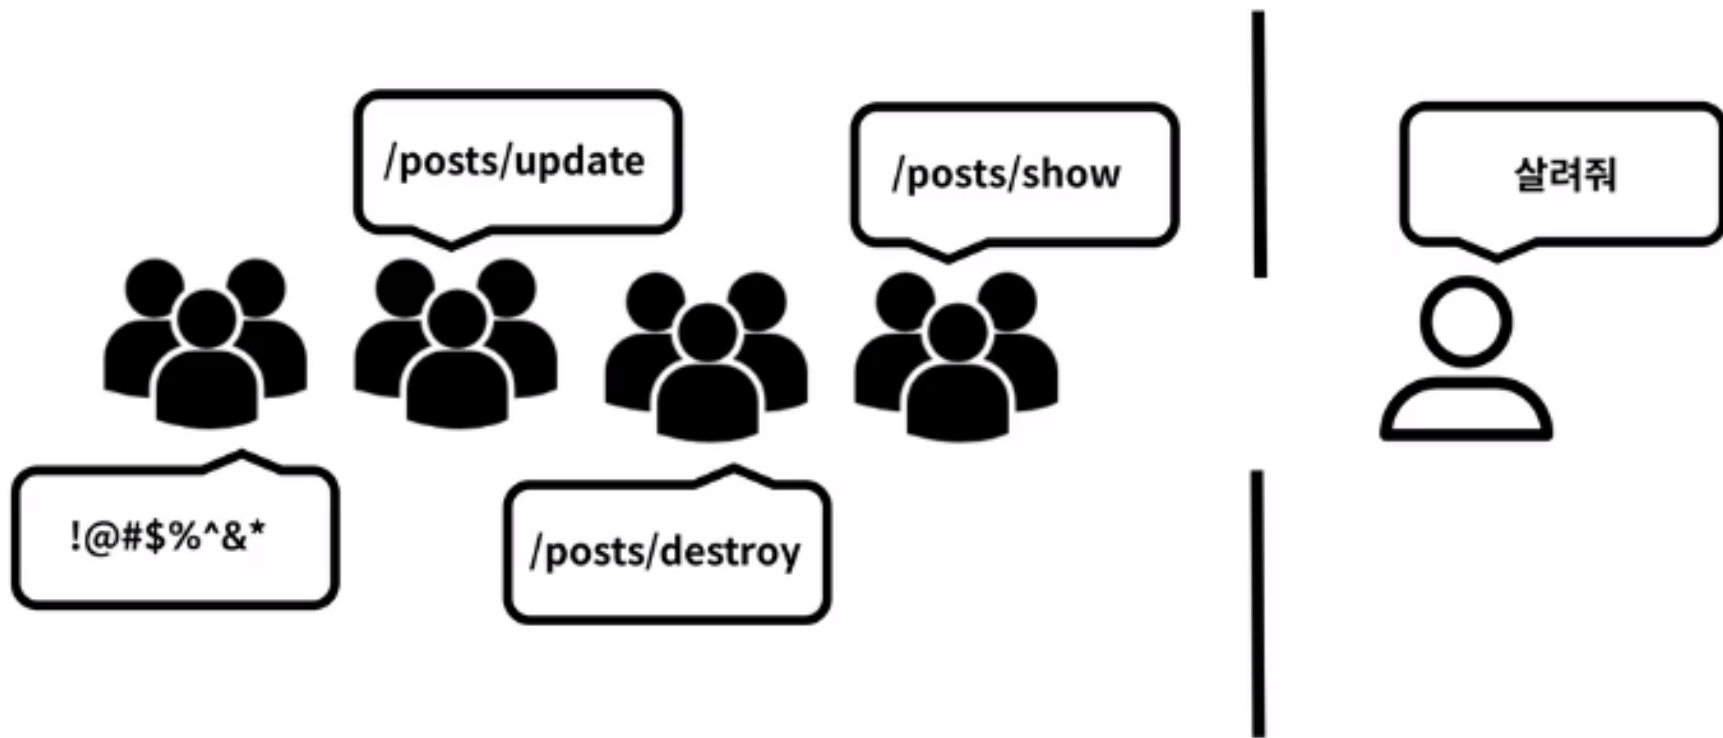 /posts/update
/posts/show
살려줘
!@#$%^&*
/posts/destroy